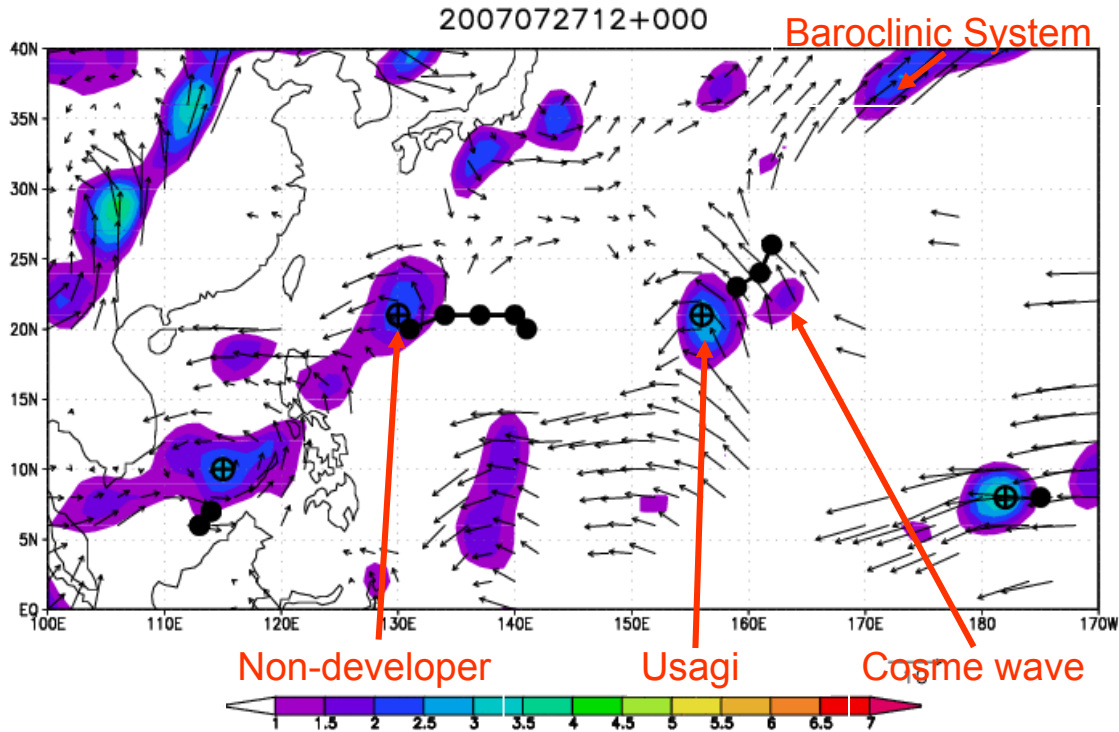 2007072712+000
Baroclinic System
40N
35N
30N
25N
20N
15N
10N
5N
EQ
100E 110E 120E 130E 140E 150E 160E 170E 180 170W
Non-developer Usagi Cosme wave
1 1.5 2 2.5 3 3.5 4 4.5 5 5.5 6 6.5 7